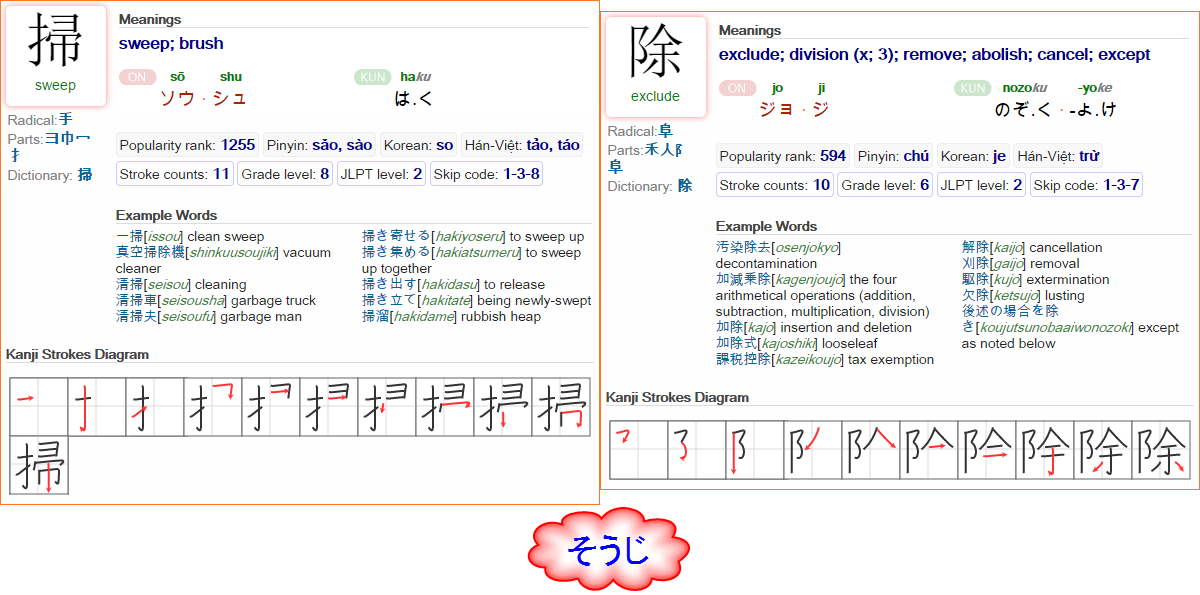 掃
sweep
Meanings
sweep; brush
ON sō shu
ソウ · シュ
KUN haku
は.く
Radical:手
Parts:ヨ巾冖
扌
Dictionary: 掃
Popularity rank: 1255 Pinyin: sǎo, sào Korean: so Hán-Việt: tảo, táo
Stroke counts: 11 Grade level: 8 JLPT level: 2 Skip code: 1-3-8
Example Words
一掃[issou] clean sweep
真空掃除機[shinkuusoujiki] vacuum
cleaner
清掃[seisou] cleaning
清掃車[seisousha] garbage truck
清掃夫[seisoufu] garbage man
掃き寄せる[hakiyoseru] to sweep up
掃き集める[hakiatsumeru] to sweep
up together
掃き出す[hakidasu] to release
掃き立て[hakitate] being newly-swept
掃溜[hakidame] rubbish heap
Kanji Strokes Diagram
掃
除
exclude
Meanings
exclude; division (x; 3); remove; abolish; cancel; except
ON jo ji
ジョ · ジ
KUN nozoku -yoke
のぞ.く · -よ.け
Radical:阜
Parts:禾人阝
阜
Dictionary: 除
Popularity rank: 594 Pinyin: chú Korean: je Hán-Việt: trừ
Stroke counts: 10 Grade level: 6 JLPT level: 2 Skip code: 1-3-7
Example Words
汚染除去[osenjokyo]
decontamination
加減乗除[kagenjoujo] the four
arithmetical operations (addition,
subtraction, multiplication, division)
加除[kajo] insertion and deletion
加除式[kajoshiki] looseleaf
課税控除[kazeikoujo] tax exemption
解除[kaijo] cancellation
刈除[gaijo] removal
駆除[kujo] extermination
欠除[ketsujo] lusting
後述の場合を除
き[koujutsunobaaiwonozoki] except
as noted below
Kanji Strokes Diagram
除
そうじ